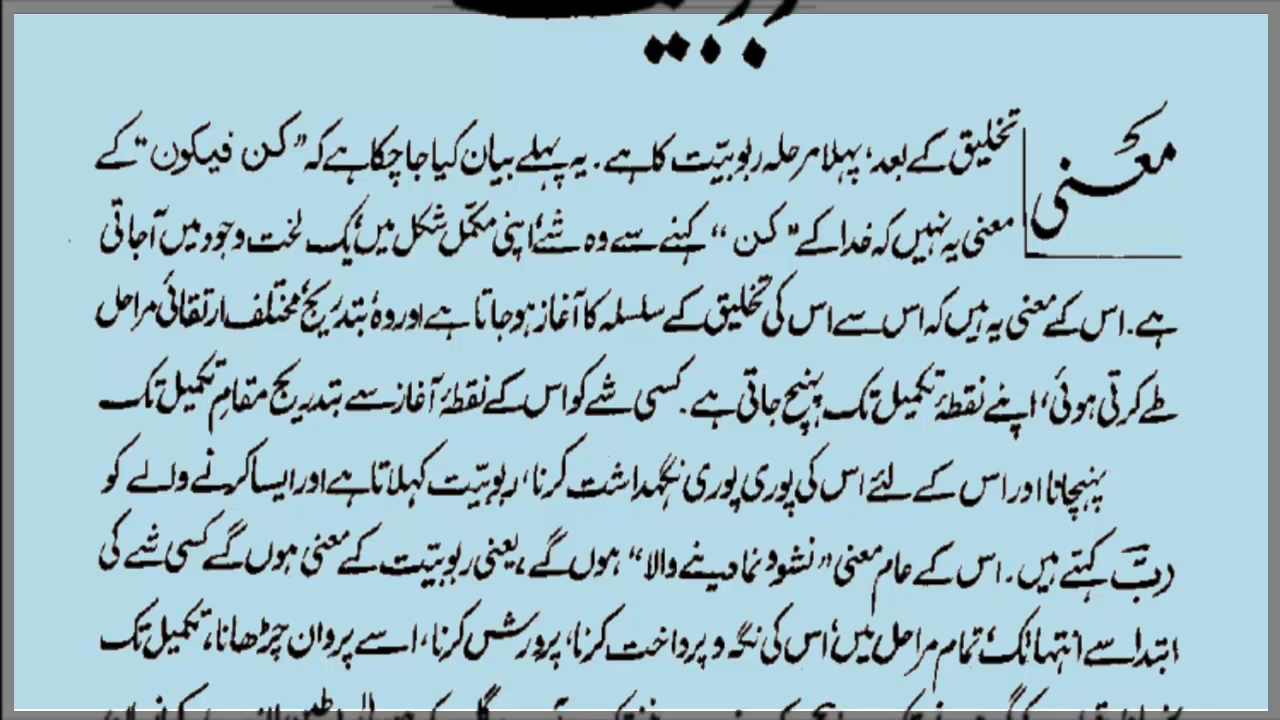 معنی
تخلیق کے بعد، پہلا مرحلہ ربوبیّت کا ہے. یہ پہلے بیان کیا جا چکا ہے کہ "کن فیکون" کے
معنی یہ نہیں کہ خدا کے "کن" کہنے سے وہ شے، اپنی مکمّل شکل میں، یک لخت وجود میں آجاتی
ہے. اس کے معنی یہ ہیں کہ اس سے اس کی تخلیق کے سلسلہ کا آغاز ہو جاتا ہے اور وہ بتدریج، مختلف ارتقائی مراحل
طے کرتی ہوئی، اپنے نقطۂ تکمیل تک پہنچ جاتی ہے. کسی شے کو اس کے نقطۂ آغاز سے بتدریج مقامِ تکمیل تک
پہنچانا اور اس کے لئے اس کی پوری پوری نگہداشت کرنا، ربوبیّت کہلاتا ہے اور ایسا کرنے والے کو
ربّ کہتے ہیں. اس کے عام معنی "نشوونما دینے والا" ہوں گے، یعنی ربوبیّت کے معنی ہوں گے کسی شے کی
ابتدا سے انتہا تک، تمام مراحل میں، اس کی نگہ و پرداخت کرنا، پرورش کرنا، اسے پروان چڑھانا، تکمیل تک